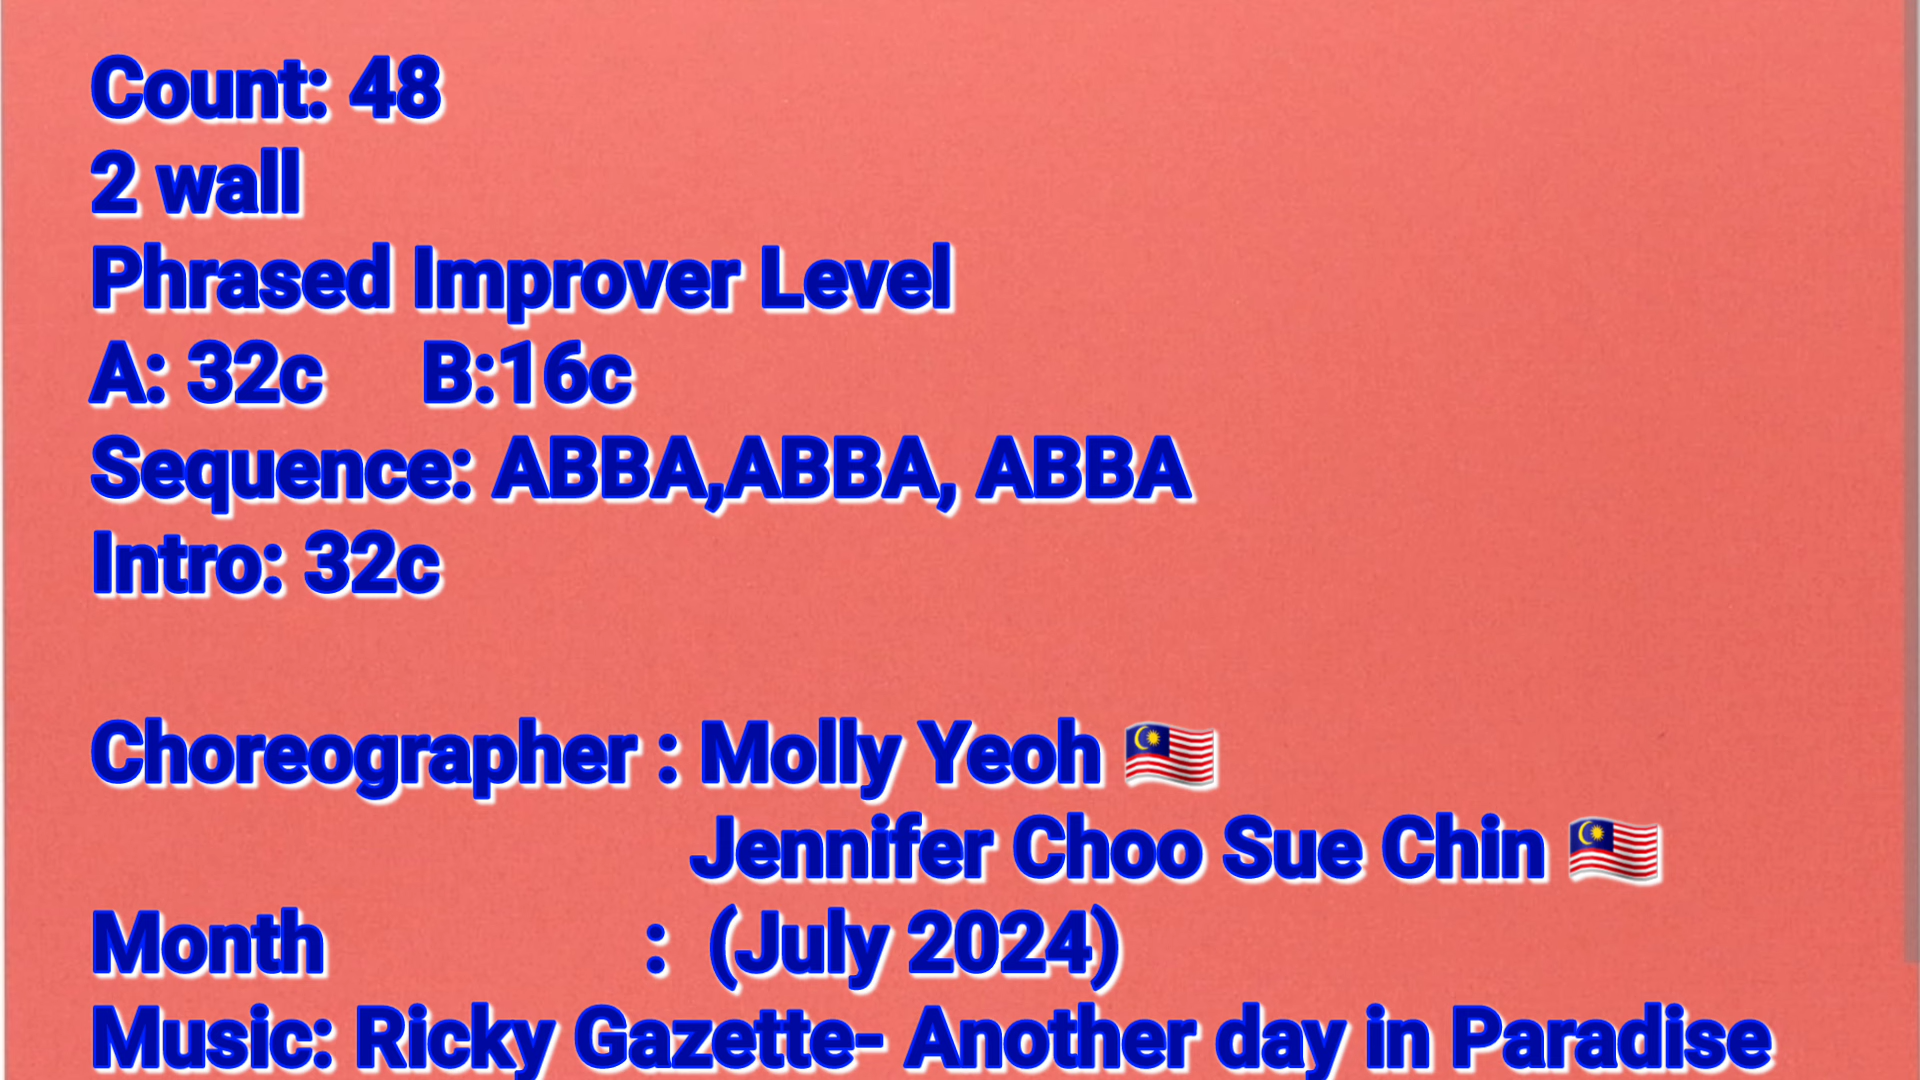 Count: 48
2 wall
Phrased Improver Level
A: 32c B:16c
Sequence: ABBA,ABBA, ABBA
Intro: 32c
Choreographer : Molly Yeoh 🇲🇾
Jennifer Choo Sue Chin 🇲🇾
Month : (July 2024)
Music: Ricky Gazette- Another day in Paradise